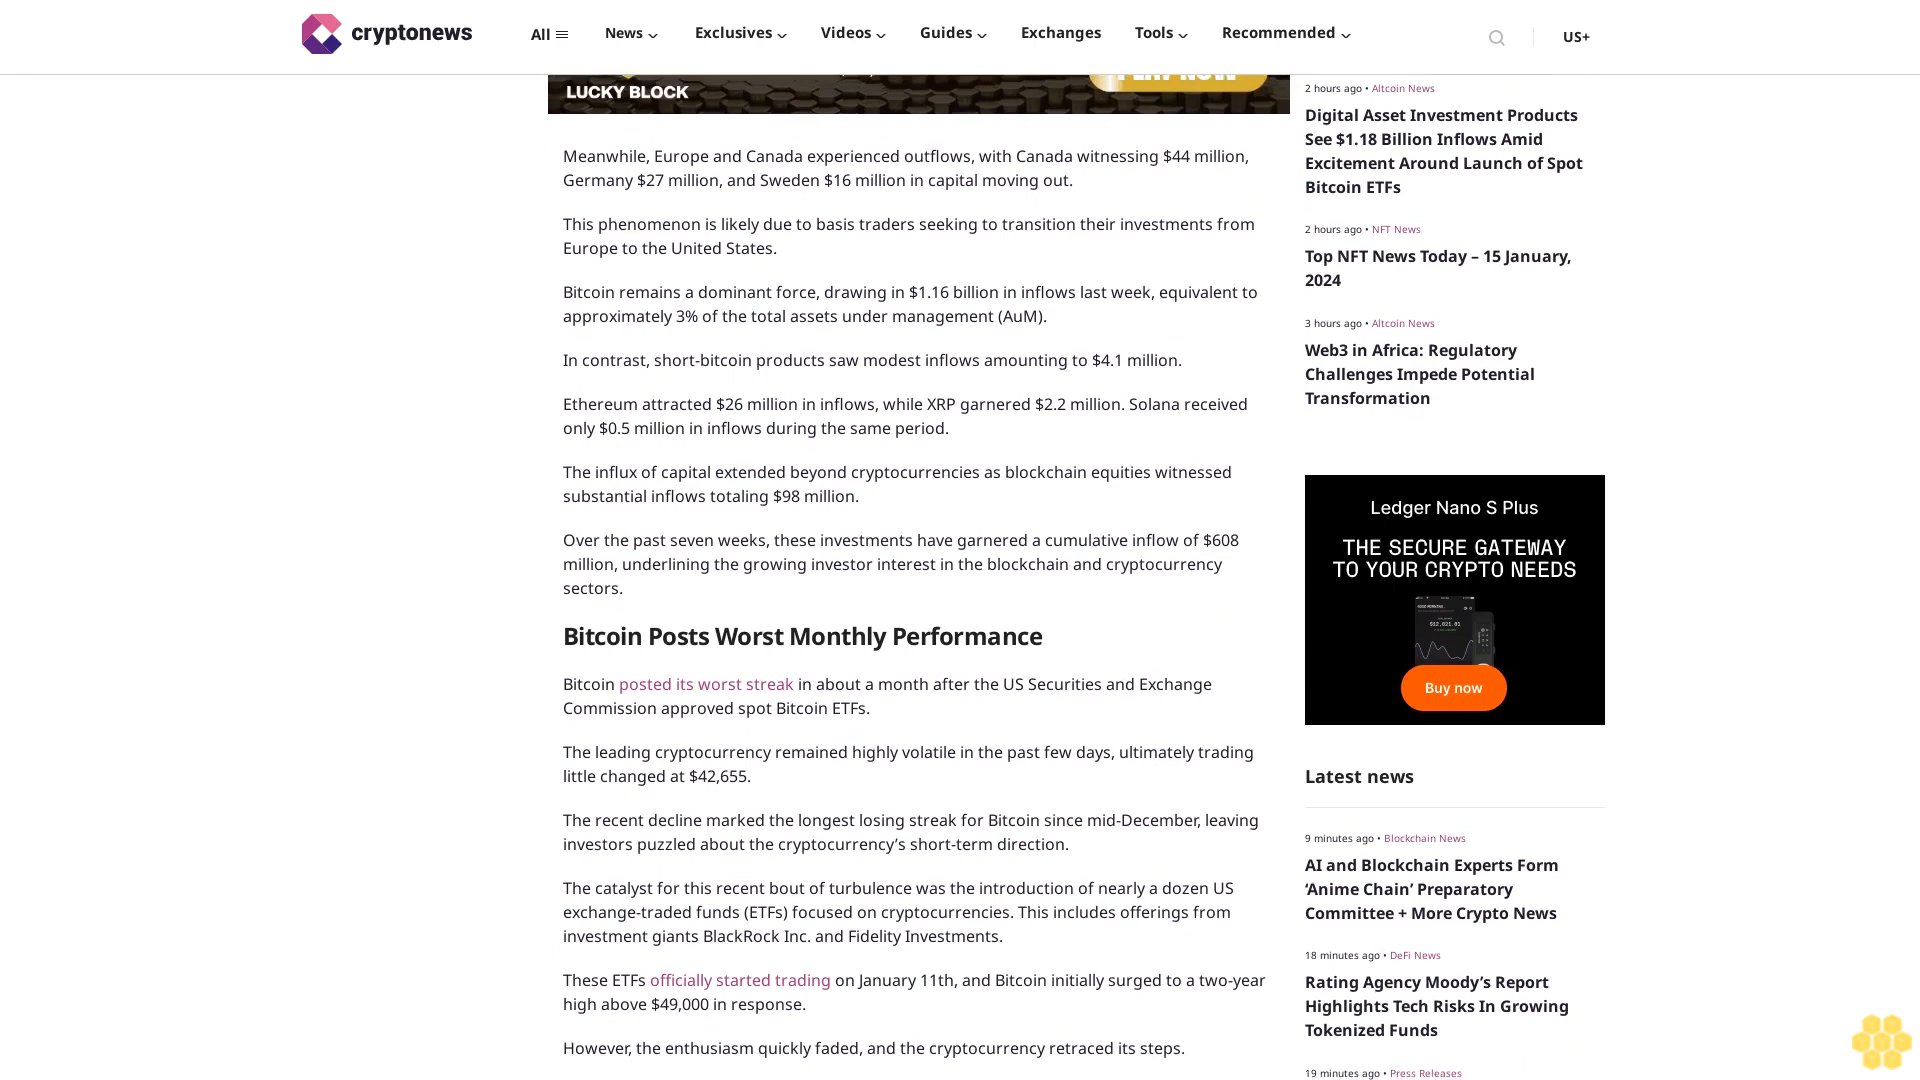 cryptonews
All
News
Exclusives
Videos
Guides
Exchanges
Tools
Recommended
US+
LUCKY BLOCK
PLAY NOW
Meanwhile, Europe and Canada experienced outflows, with Canada witnessing $44 million,
Germany $27 million, and Sweden $16 million in capital moving out.
This phenomenon is likely due to basis traders seeking to transition their investments from
Europe to the United States.
Bitcoin remains a dominant force, drawing in $1.16 billion in inflows last week, equivalent to
approximately 3% of the total assets under management (AuM).
In contrast, short-bitcoin products saw modest inflows amounting to $4.1 million.
Ethereum attracted $26 million in inflows, while XRP garnered $2.2 million. Solana received
only $0.5 million in inflows during the same period.
The influx of capital extended beyond cryptocurrencies as blockchain equities witnessed
substantial inflows totaling $98 million.
Over the past seven weeks, these investments have garnered a cumulative inflow of $608
million, underlining the growing investor interest in the blockchain and cryptocurrency
sectors.
Bitcoin Posts Worst Monthly Performance
Bitcoin posted its worst streak in about a month after the US Securities and Exchange
Commission approved spot Bitcoin ETFs.
The leading cryptocurrency remained highly volatile in the past few days, ultimately trading
little changed at $42,655.
The recent decline marked the longest losing streak for Bitcoin since mid-December, leaving
investors puzzled about the cryptocurrency’s short-term direction.
The catalyst for this recent bout of turbulence was the introduction of nearly a dozen US
exchange-traded funds (ETFs) focused on cryptocurrencies. This includes offerings from
investment giants BlackRock Inc. and Fidelity Investments.
These ETFs officially started trading on January 11th, and Bitcoin initially surged to a two-year
high above $49,000 in response.
However, the enthusiasm quickly faded, and the cryptocurrency retraced its steps.
2 hours ago • Altcoin News
Digital Asset Investment Products
See $1.18 Billion Inflows Amid
Excitement Around Launch of Spot
Bitcoin ETFs
2 hours ago • NFT News
Top NFT News Today – 15 January,
2024
3 hours ago • Altcoin News
Web3 in Africa: Regulatory
Challenges Impede Potential
Transformation
Ledger Nano S Plus
THE SECURE GATEWAY
TO YOUR CRYPTO NEEDS
$12,821.01
Buy now
Latest news
9 minutes ago • Blockchain News
AI and Blockchain Experts Form
‘Anime Chain’ Preparatory
Committee + More Crypto News
18 minutes ago • DeFi News
Rating Agency Moody’s Report
Highlights Tech Risks In Growing
Tokenized Funds
19 minutes ago • Press Releases